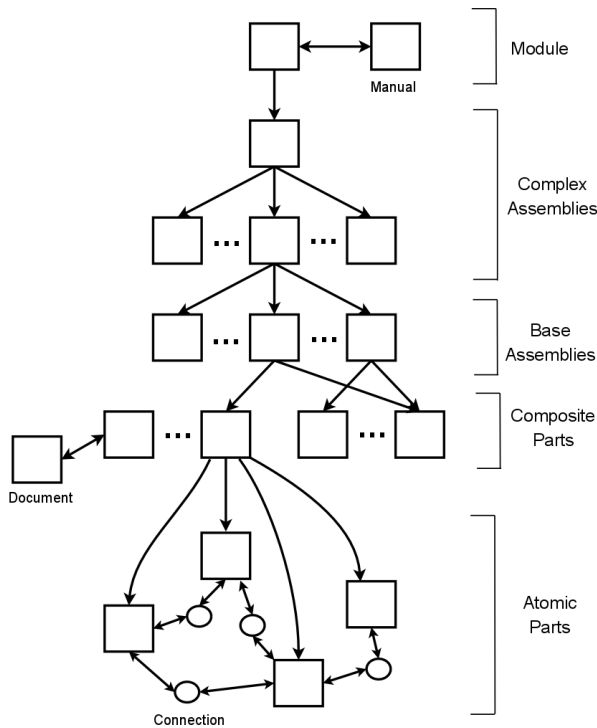 Module
Manual
Complex
Assemblies
Base
Assemblies
Composite
Parts
Document
Atomic
Parts
Connection